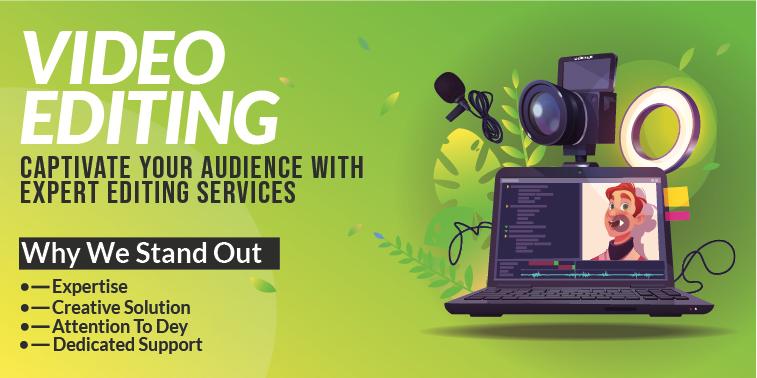 VIDEO
EDITING
CAPTIVATE YOUR AUDIENCE WITH
EXPERT EDITING SERVICES
Why We Stand Out
Expertise
Creative Solution
Attention To Dey
Dedicated Support